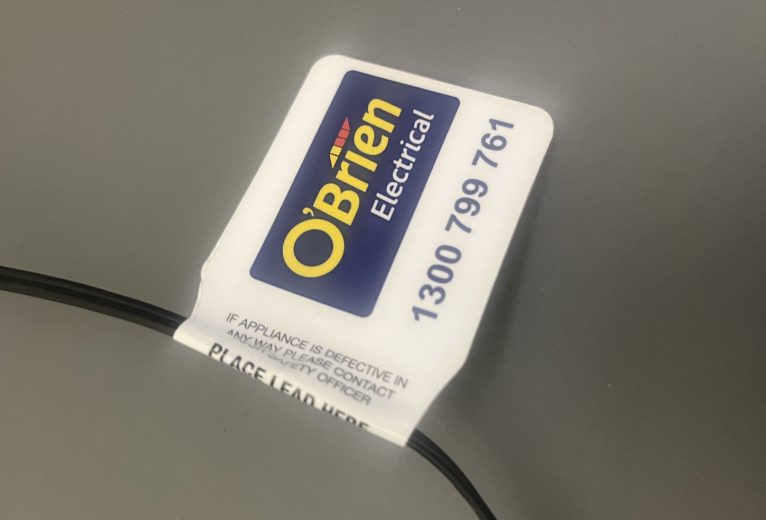 O'Brien
Electrical
1300 799 761
IF APPLIANCE IS DEFECTIVE IN
ANY WAY PLEASE CONTACT
SAFETY OFFICER
PLACE LEAD HERE